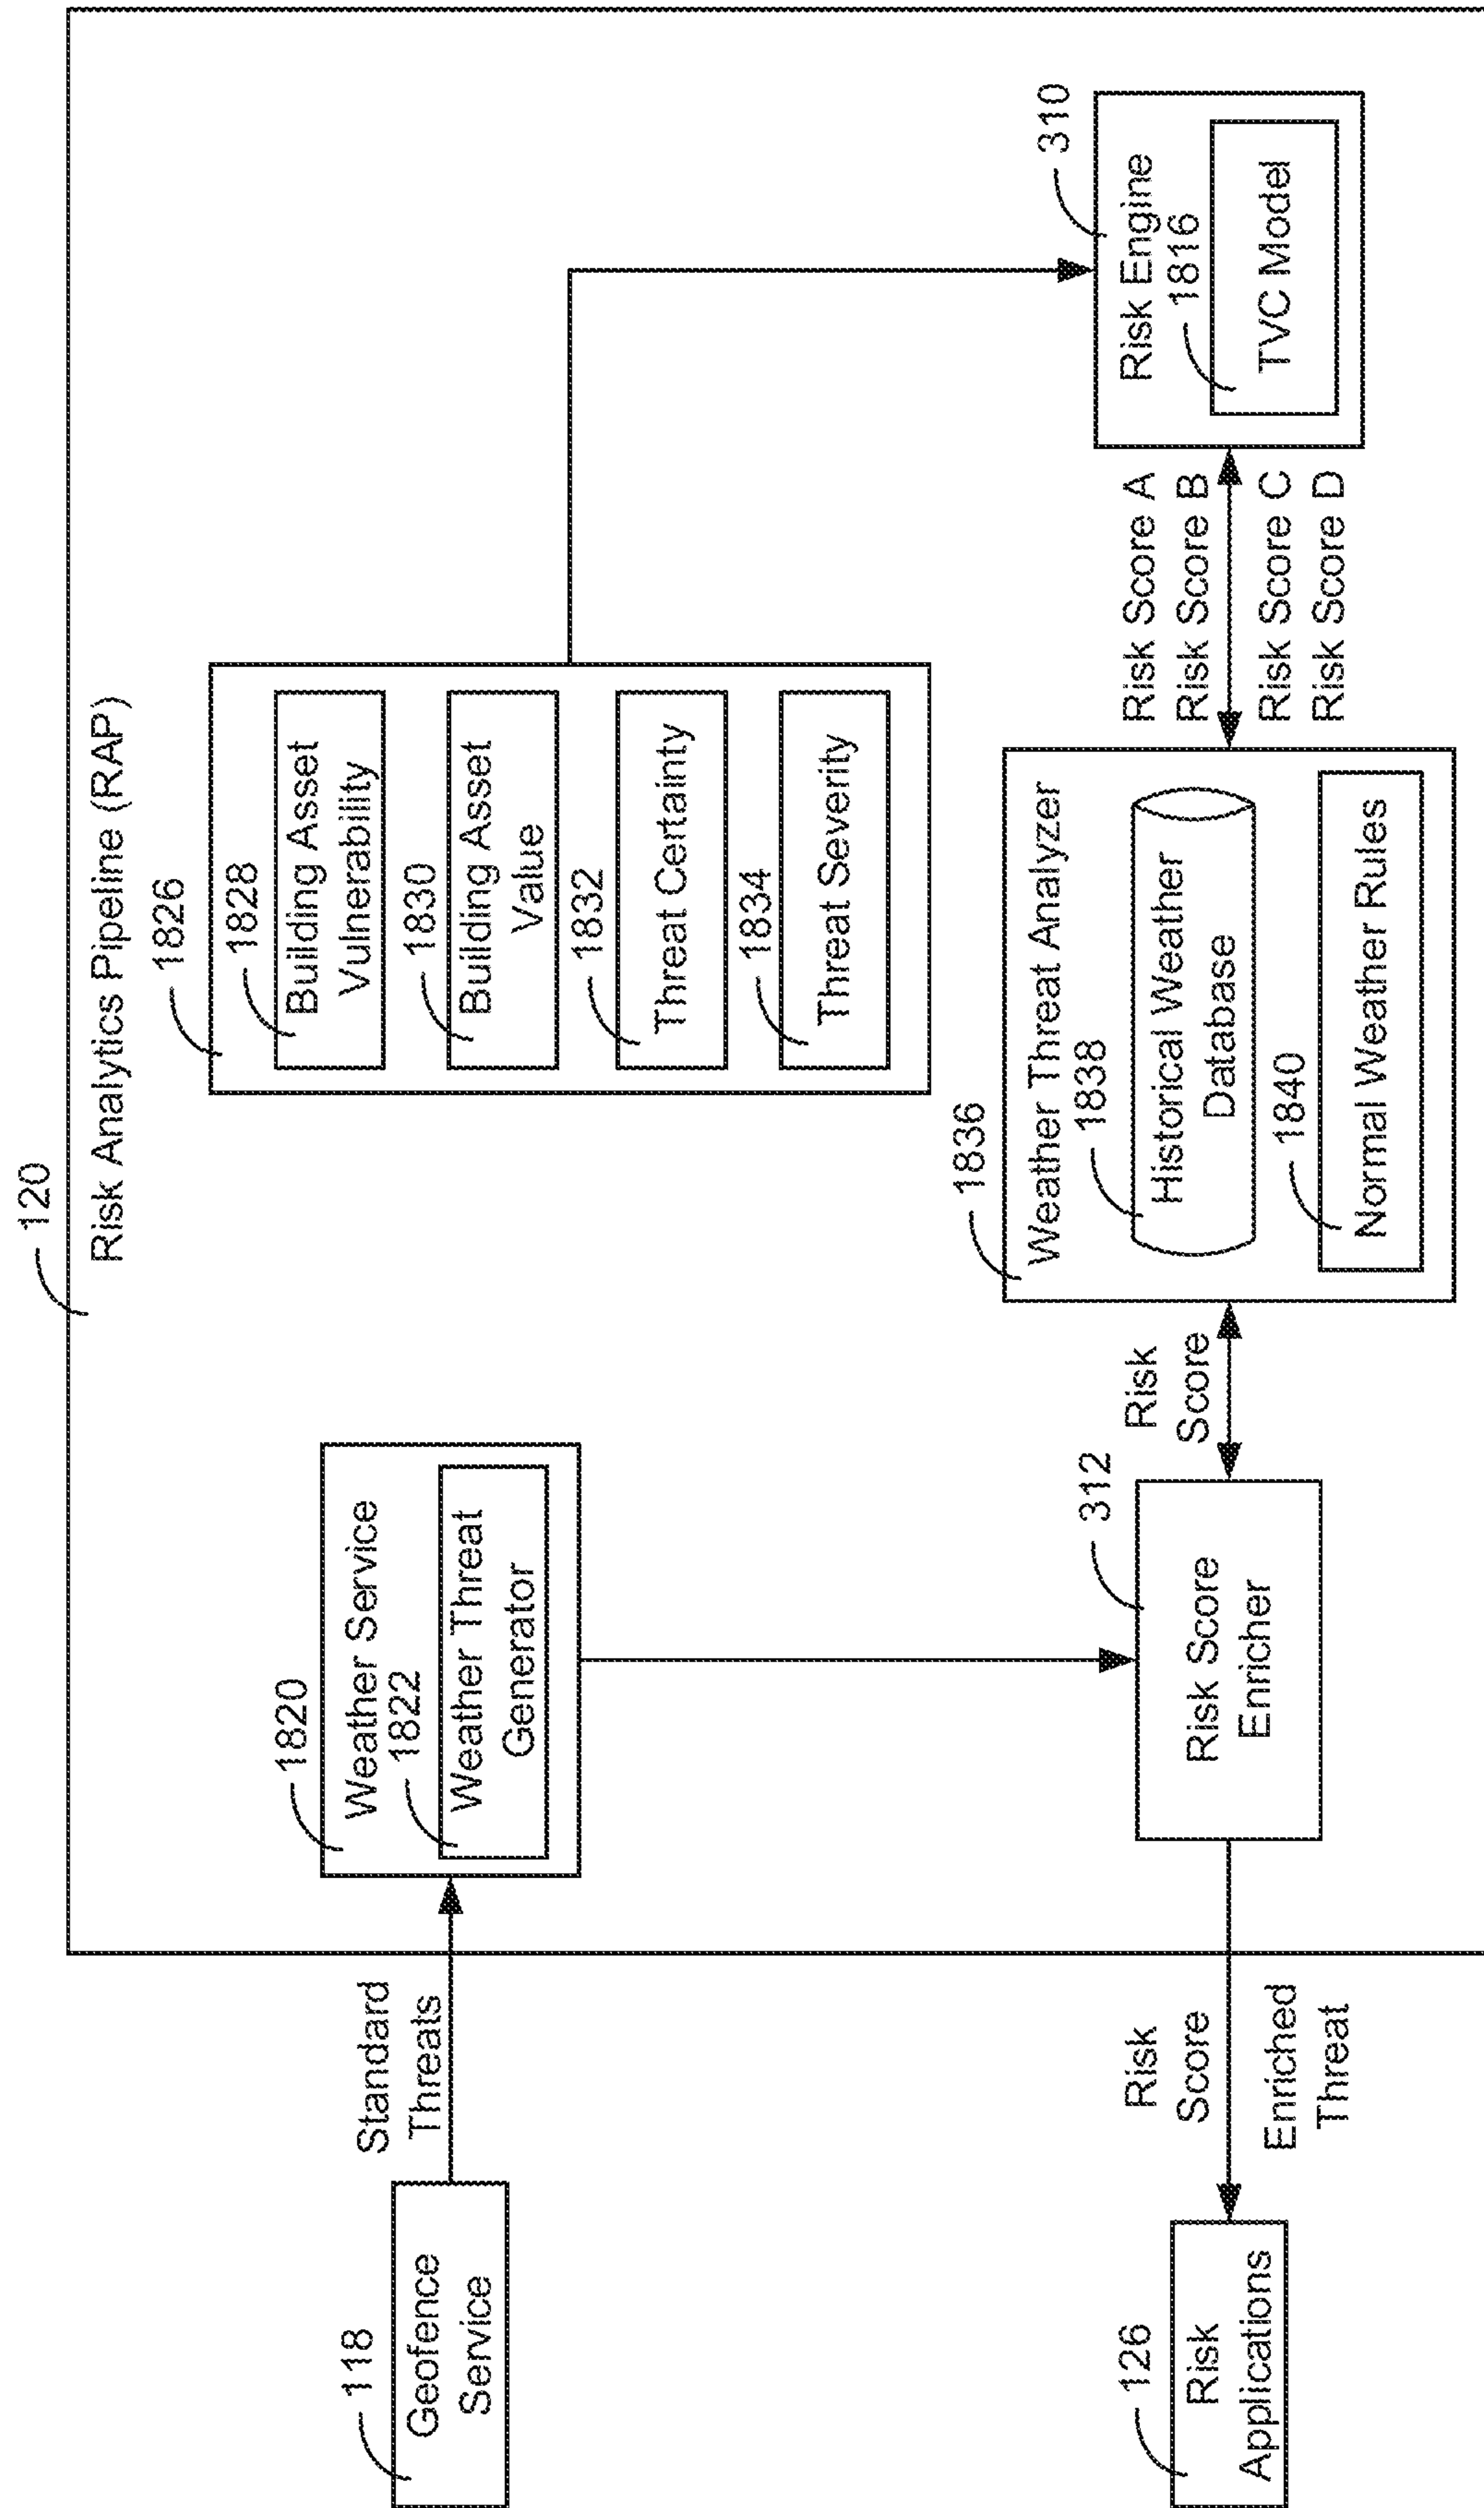 120
Risk Analytics Pipeline (RAP)
118
Geofence
Service
Standard
Threats
1820
Weather Service
1822
Weather Threat
Generator
1826
1828
Building Asset
Vulnerability
1830
Building Asset
Value
1832
Threat Certainty
1834
Threat Severity
126
Risk
Applications
Risk
Score
Enriched
Threat
312
Risk Score
Enricher
Risk
Score
1836
Weather Threat Analyzer
1838
Historical Weather
Database
1840
Normal Weather Rules
Risk Score A
Risk Score B
Risk Score C
Risk Score D
310
Risk Engine
1816
TVC Model